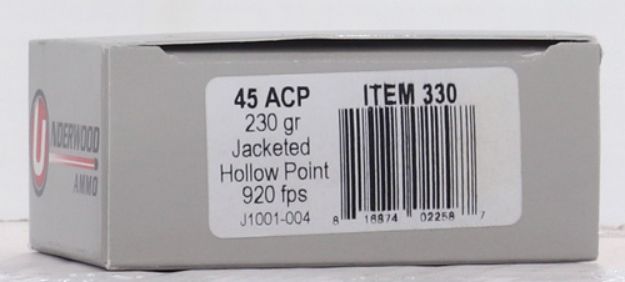 UNDERWOOD
AMMO
45 ACP
230 gr
Jacketed
Hollow Point
920 fps
J1001-004
ITEM 330
8 16874 02258 7